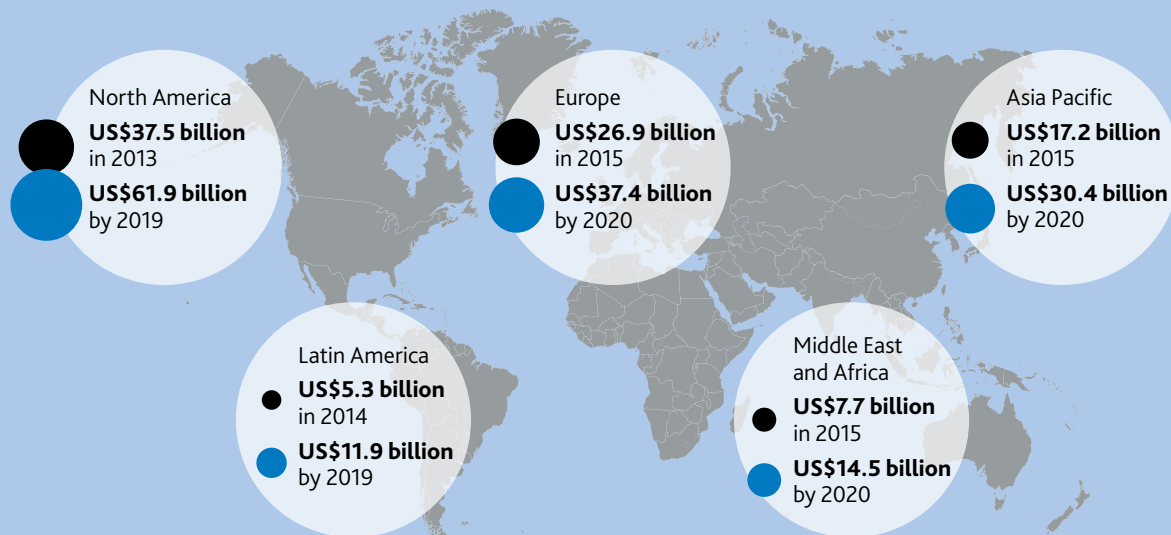 North America
US$37.5 billion
in 2013
US$61.9 billion
by 2019
Europe
US$26.9 billion
in 2015
US$37.4 billion
by 2020
Asia Pacific
US$17.2 billion
in 2015
US$30.4 billion
by 2020
Latin America
US$5.3 billion
in 2014
US$11.9 billion
by 2019
Middle East
and Africa
US$7.7 billion
in 2015
US$14.5 billion
by 2020